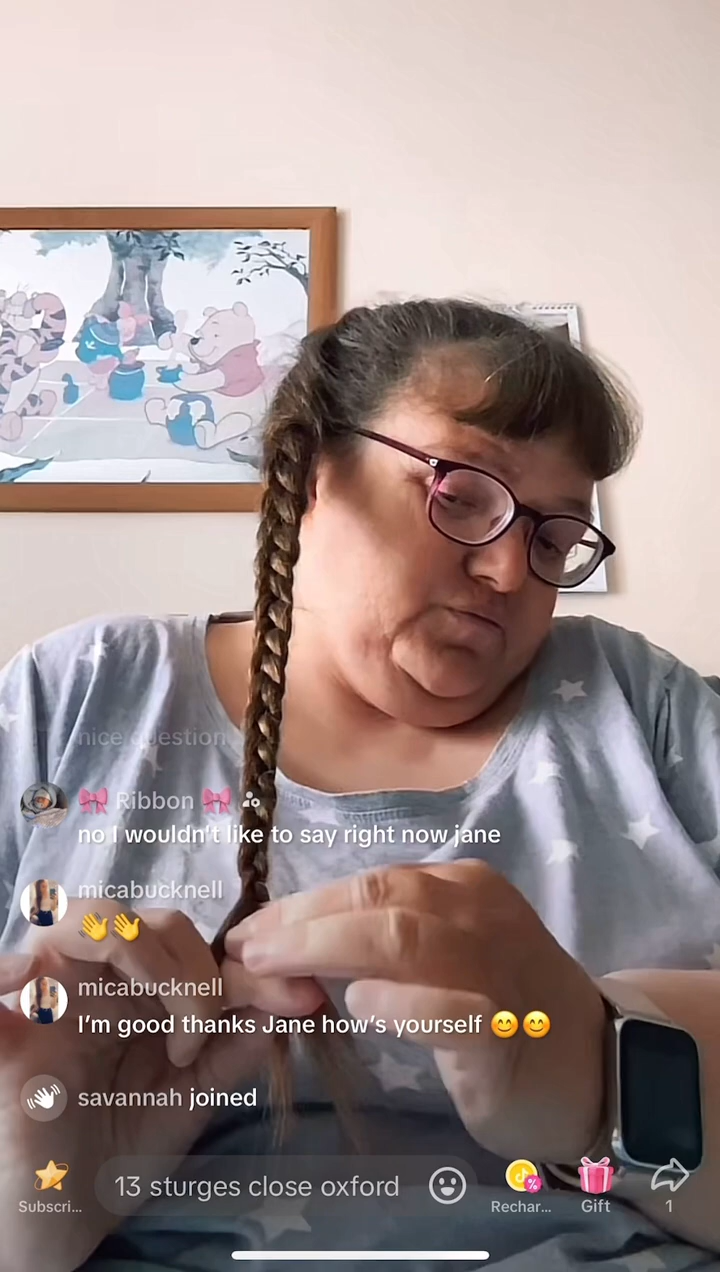 nice question
🎀 Ribbon 🎀
no I wouldn't like to say right now jane
micabucknell
👋👋
micabucknell
I'm good thanks Jane how's yourself 😊😊
savannah joined
13 sturges close oxford
Subscri...
Rechar...
Gift
1